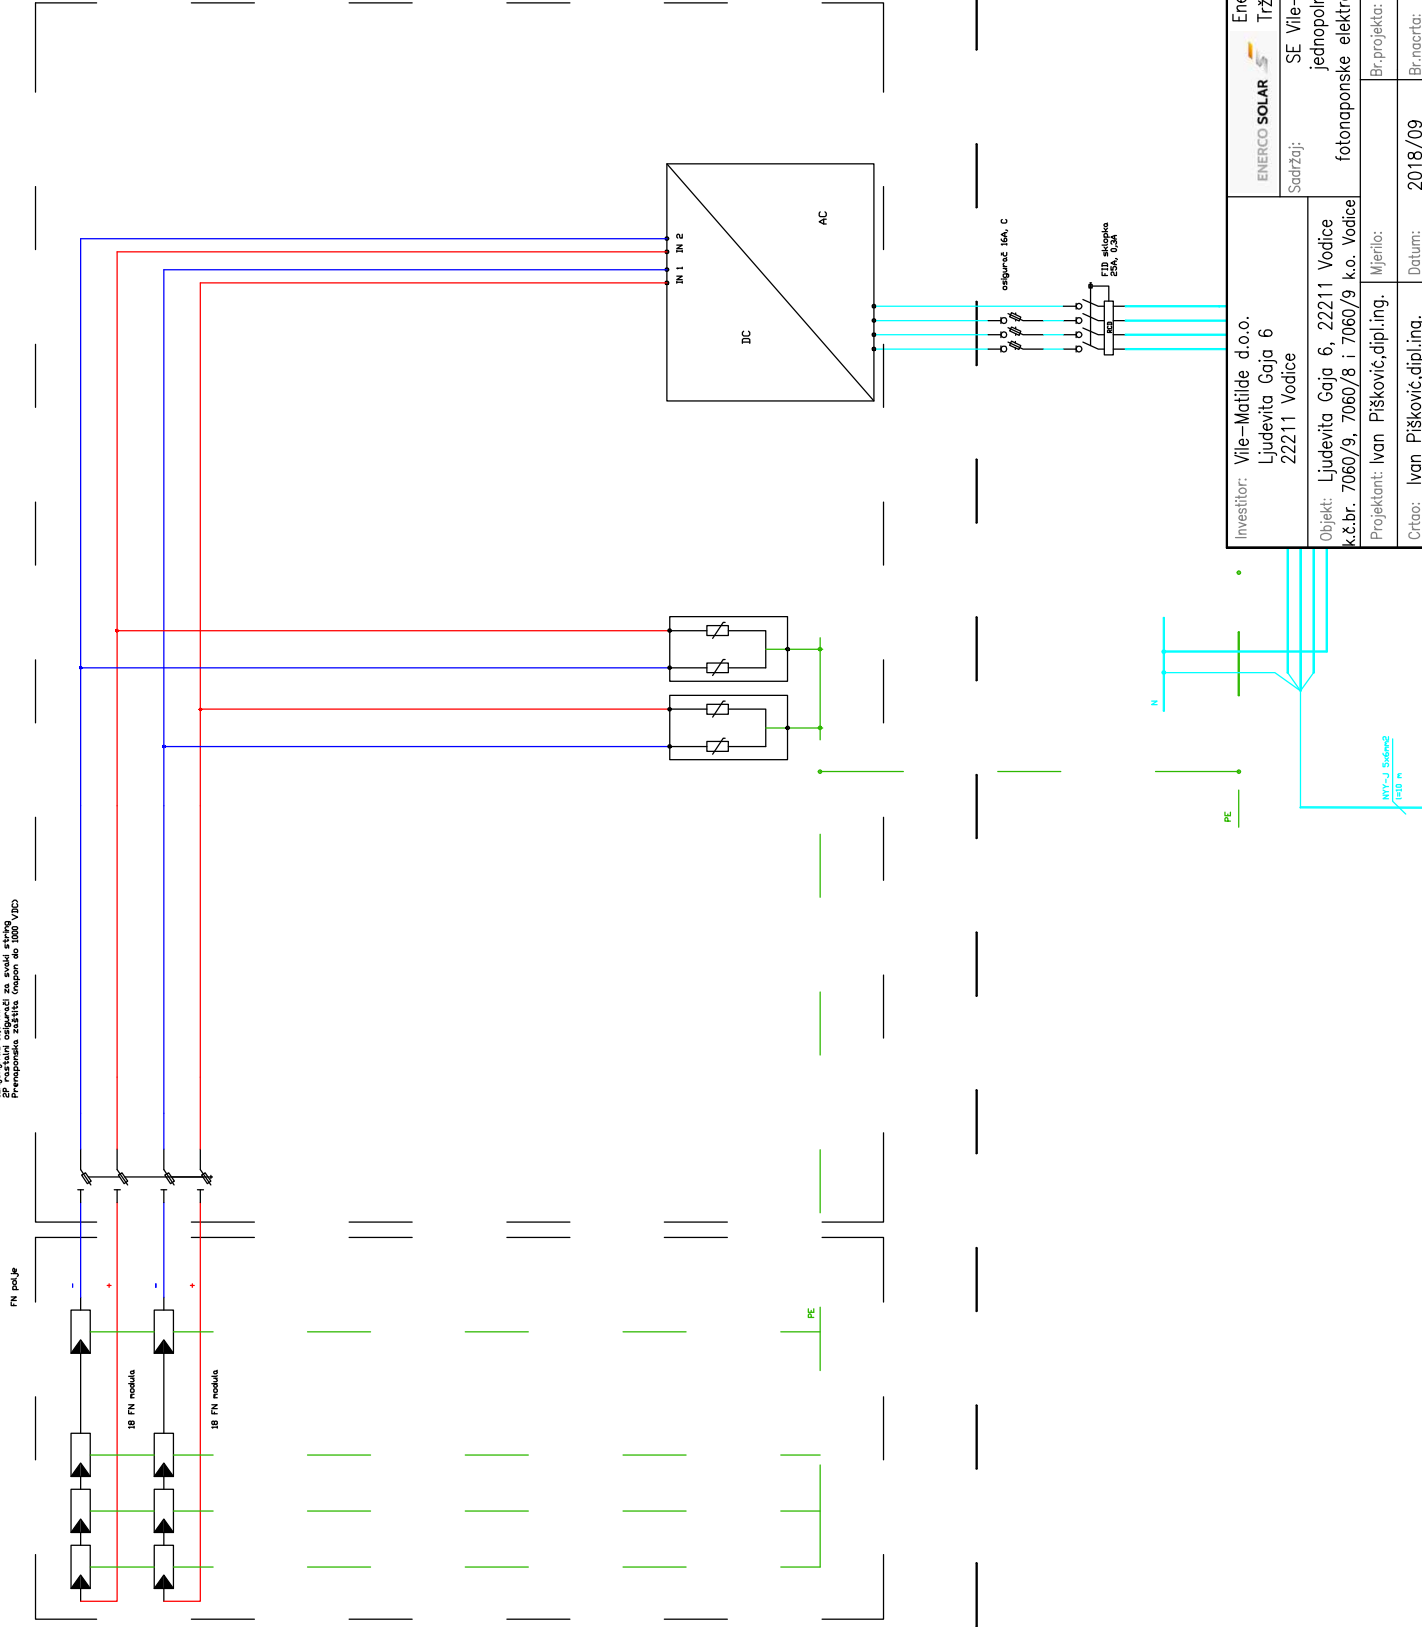 2P rastalni osigurači za svaki string
Prenaponska zaštita (napon do 1000 VDC)
FN polje
-
+
-
+
18 FN modula
18 FN modula
PE
IN 1
IN 2
DC
AC
osigurač 16A, C
FID sklopka
25A, 0,3A
RCD
N
PE
NYY-J 5x6mm2
l=10 m
Investitor: Vile-Matilde d.o.o.
Ljudevita Gaja 6
22211 Vodice
Objekt: Ljudevita Gaja 6, 22211 Vodice
k.č.br. 7060/9, 7060/8 i 7060/9 k.o. Vodice
Projektant: Ivan Pišković,dipl.ing.
Crtao: Ivan Pišković,dipl.ing.
Mjerilo:
Datum: 2018/09
ENERCO SOLAR
Sadržaj: SE Vile-
fotonaponske
Br.projekta:
Br.nacrta: